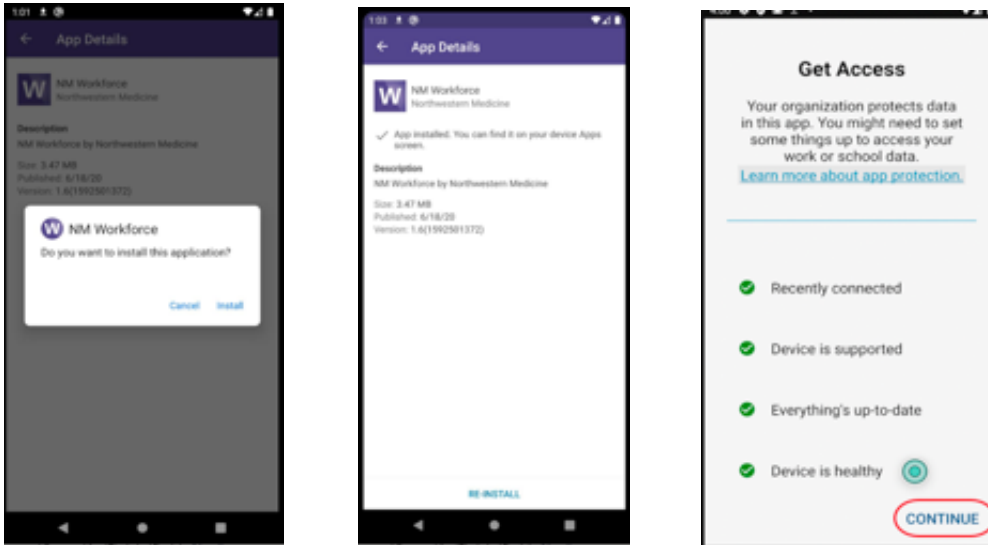 1:01
App Details
W
NM Workforce
Northwestern Medicine
Description
NM Workforce by Northwestern Medicine
Size: 3.47 MB
Published: 6/18/20
Version: 1.6(1592501372)
W NM Workforce
Do you want to install this application?
Cancel Install
1:03
App Details
W
NM Workforce
Northwestern Medicine
App installed. You can find it on your device Apps
screen.
Description
NM Workforce by Northwestern Medicine
Size: 3.47 MB
Published: 6/18/20
Version: 1.6(1592501372)
RE-INSTALL
Get Access
Your organization protects data
in this app. You might need to set
some things up to access your
work or school data.
Learn more about app protection.
Recently connected
Device is supported
Everything's up-to-date
Device is healthy
CONTINUE